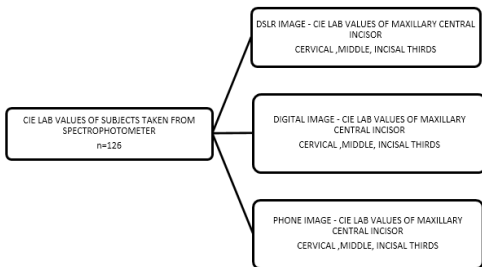 DSLR IMAGE - CIE LAB VALUES OF MAXILLARY CENTRAL
INCISOR
CERVICAL ,MIDDLE, INCISAL THIRDS
CIE LAB VALUES OF SUBJECTS TAKEN FROM
SPECTROPHOTOMETER
n=126
DIGITAL IMAGE - CIE LAB VALUES OF MAXILLARY
CENTRAL INCISOR
CERVICAL ,MIDDLE, INCISAL THIRDS
PHONE IMAGE - CIE LAB VALUES OF MAXILLARY
CENTRAL INCISOR
CERVICAL ,MIDDLE, INCISAL THIRDS